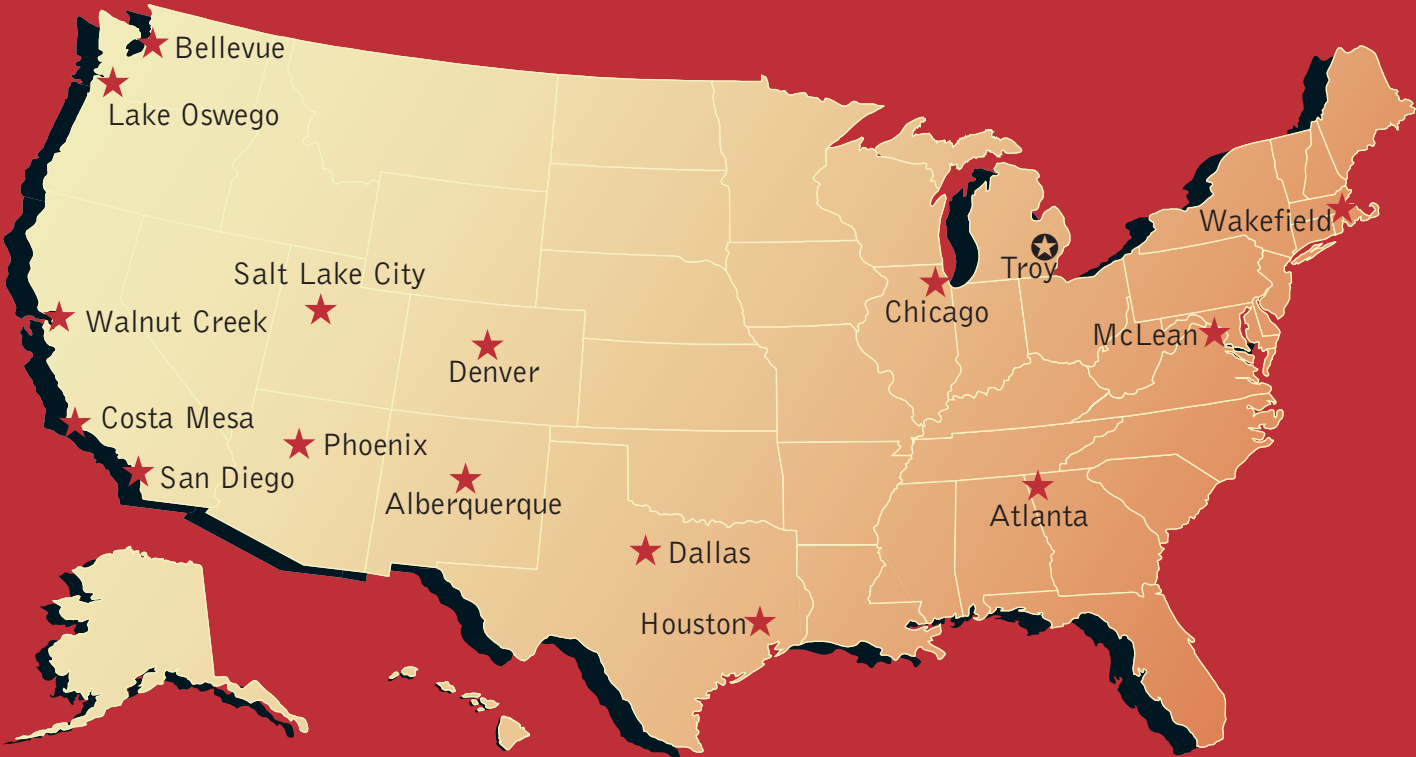 Bellevue
Lake Oswego
Wakefield
Troy
Salt Lake City
Chicago
Walnut Creek
McLean
Denver
Costa Mesa
Phoenix
San Diego
Alberquerque
Atlanta
Dallas
Houston